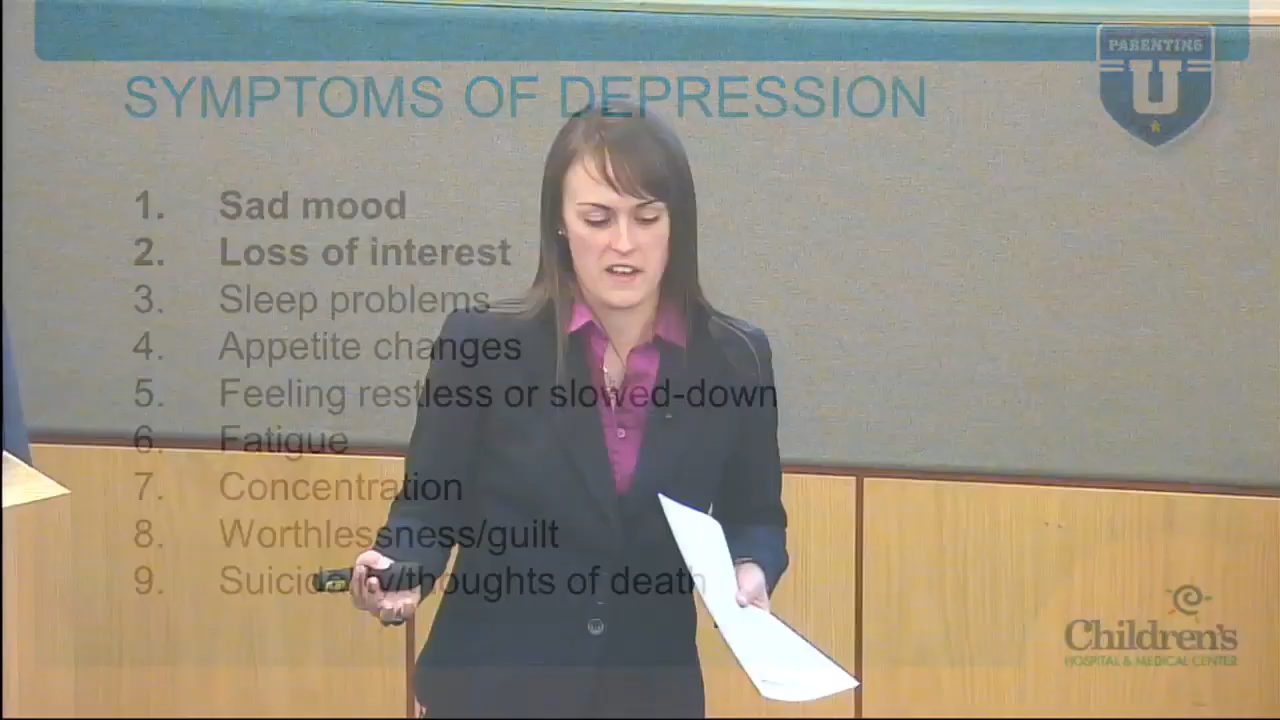 PARENTING
U
SYMPTOMS OF DEPRESSION
1. Sad mood
2. Loss of interest
3. Sleep problems
4. Appetite changes
5. Feeling restless or slowed-down
6. Fatigue
7. Concentration
8. Worthlessness/guilt
9. Suicidality/thoughts of death
Children's
HOSPITAL & MEDICAL CENTER